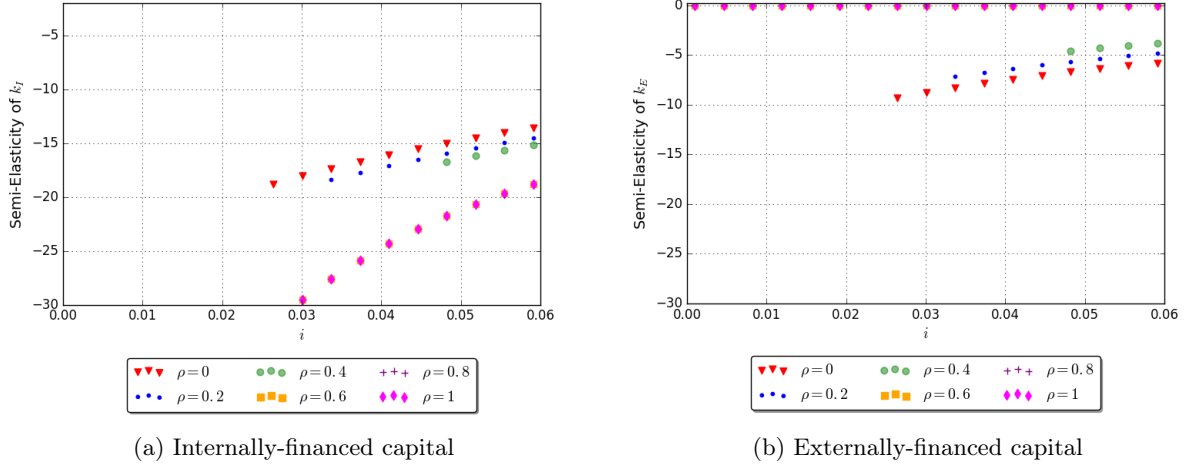 Semi-Elasticity of k_I
−5
−10
−15
−20
−25
−30
0.00 0.01 0.02 0.03 0.04 0.05 0.06
i
ρ = 0 ρ = 0.4 ρ = 0.8
ρ = 0.2 ρ = 0.6 ρ = 1
(a) Internally-financed capital
Semi-Elasticity of k_E
0
−5
−10
−15
−20
−25
−30
0.00 0.01 0.02 0.03 0.04 0.05 0.06
i
ρ = 0 ρ = 0.4 ρ = 0.8
ρ = 0.2 ρ = 0.6 ρ = 1
(b) Externally-financed capital